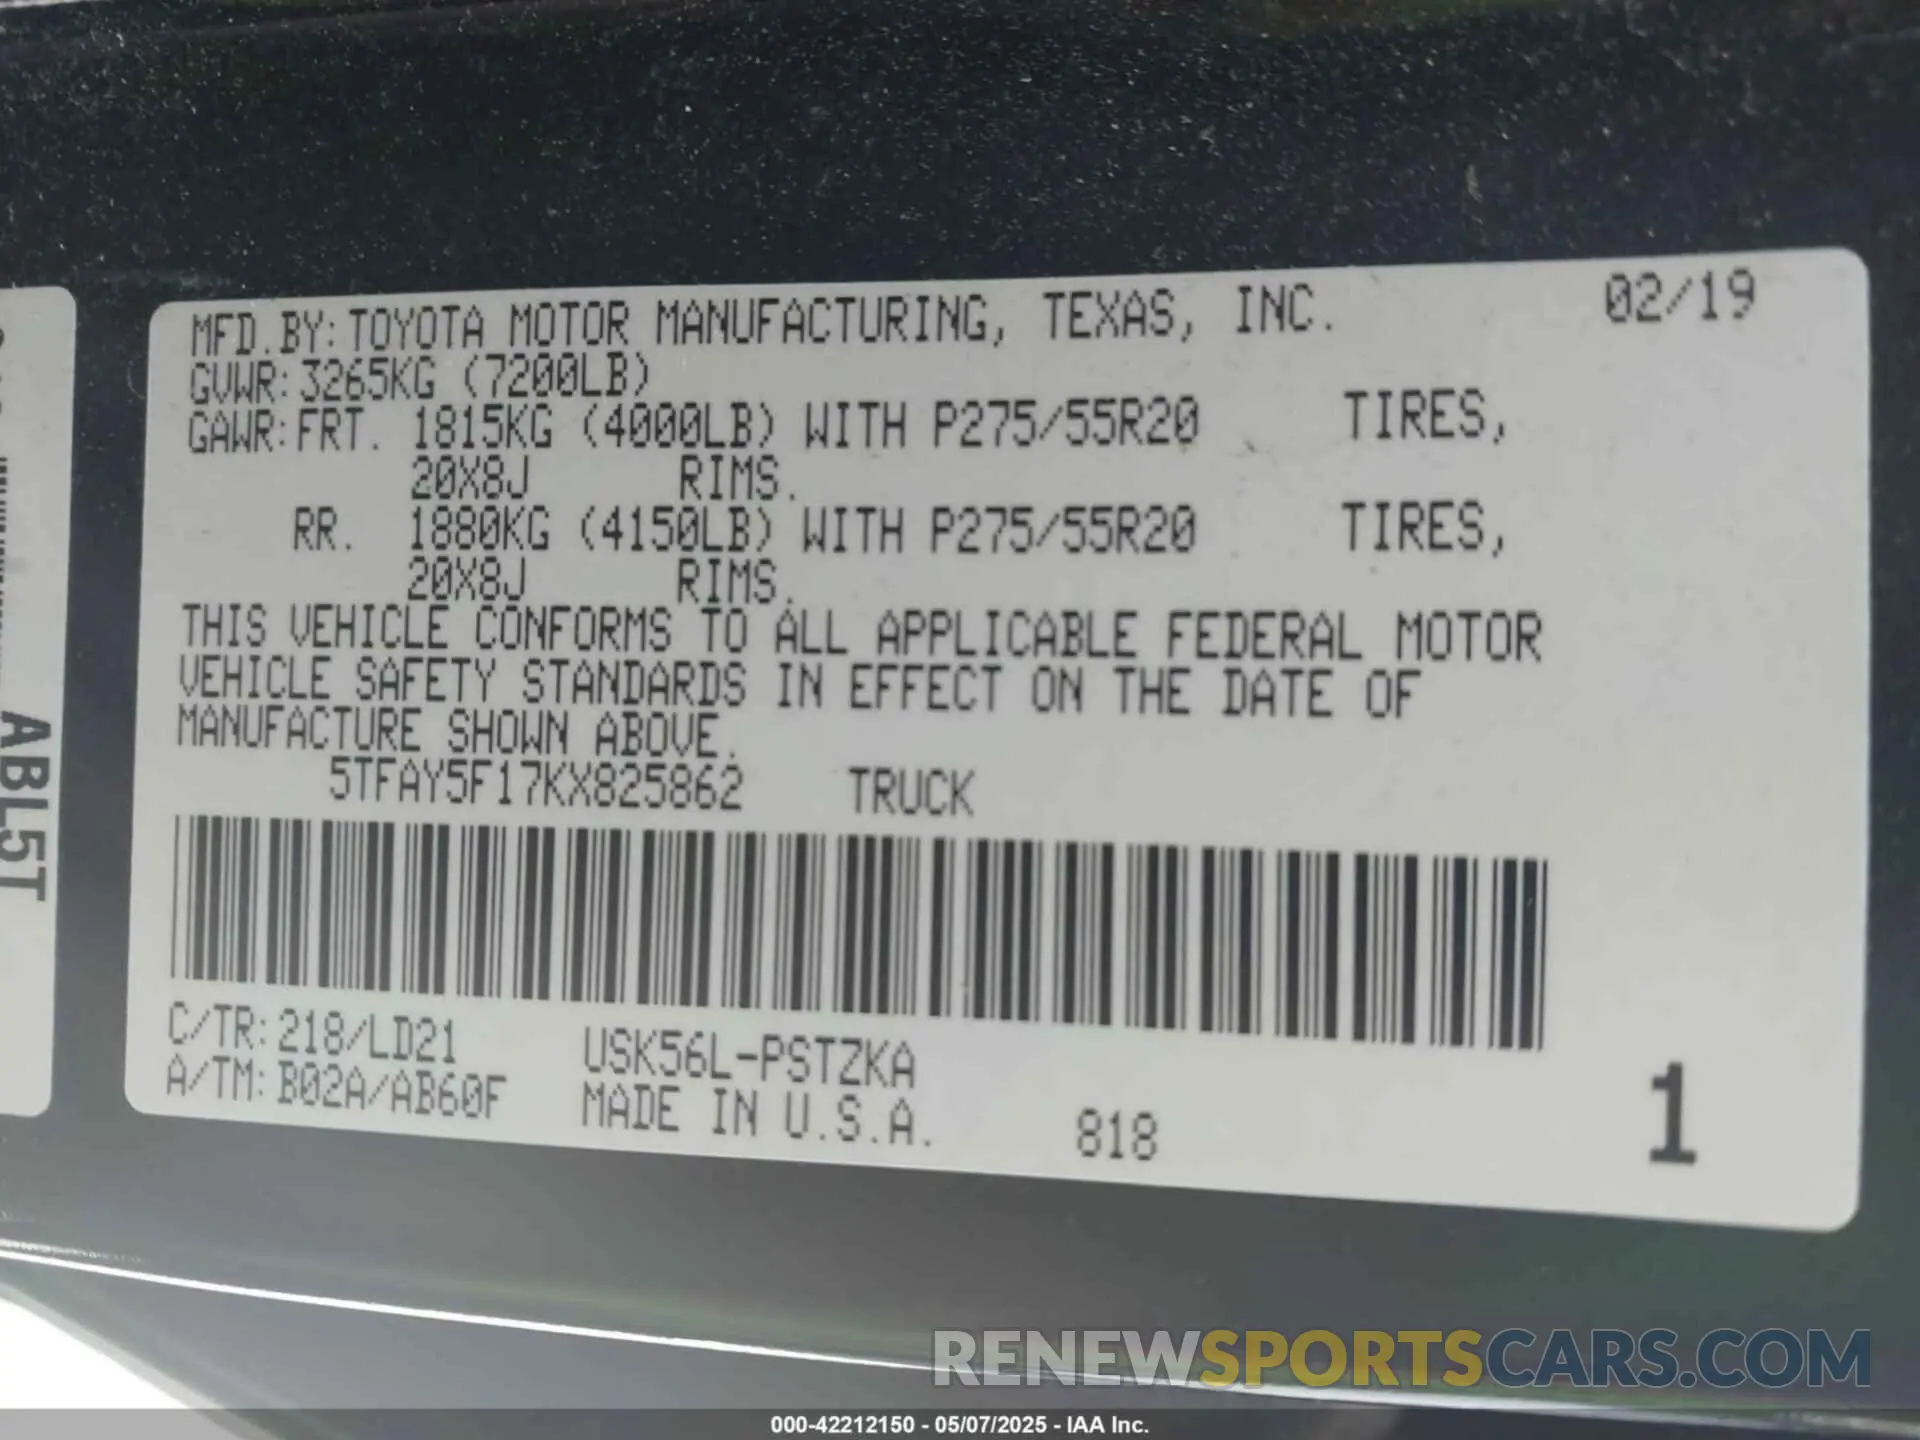 MFD.BY:TOYOTA MOTOR MANUFACTURING, TEXAS, INC. 02/19
GVWR:3265KG (7200LB)
GAWR:FRT. 1815KG (4000LB) WITH P275/55R20 TIRES,
20X8J RIMS.
RR. 1880KG (4150LB) WITH P275/55R20 TIRES,
20X8J RIMS.
THIS VEHICLE CONFORMS TO ALL APPLICABLE FEDERAL MOTOR
VEHICLE SAFETY STANDARDS IN EFFECT ON THE DATE OF
MANUFACTURE SHOWN ABOVE.
5TFAY5F17KX825862 TRUCK
C/TR:218/LD21 USK56L-PSTZKA
A/TM:B02A/AB60F MADE IN U.S.A. 818 1
ABL5T
RENEWSPORTSCARS.COM
000-42212150 - 05/07/2025 - IAA Inc.